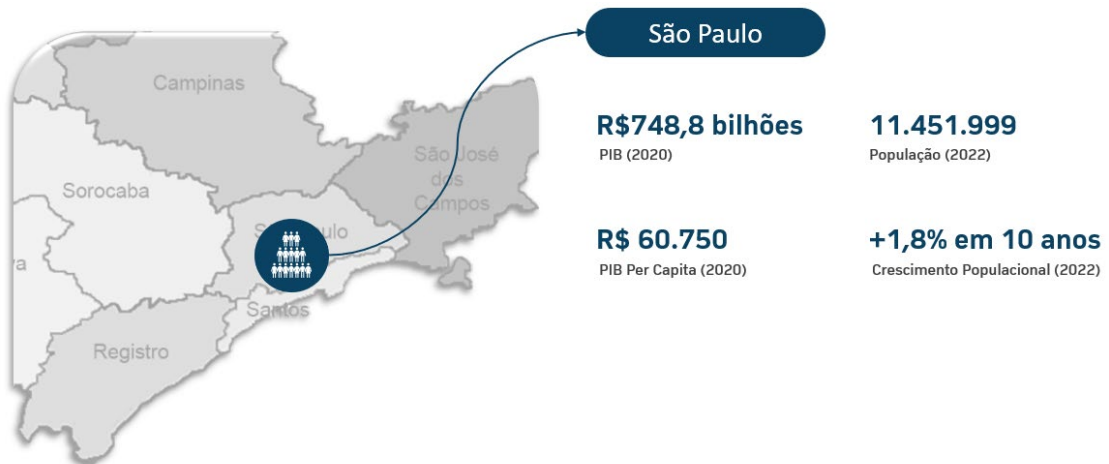 São Paulo
Campinas
São José
dos
Campos
Sorocaba
Santos
Registro
R$748,8 bilhões
PIB (2020)
11.451.999
População (2022)
R$ 60.750
PIB Per Capita (2020)
+1,8% em 10 anos
Crescimento Populacional (2022)